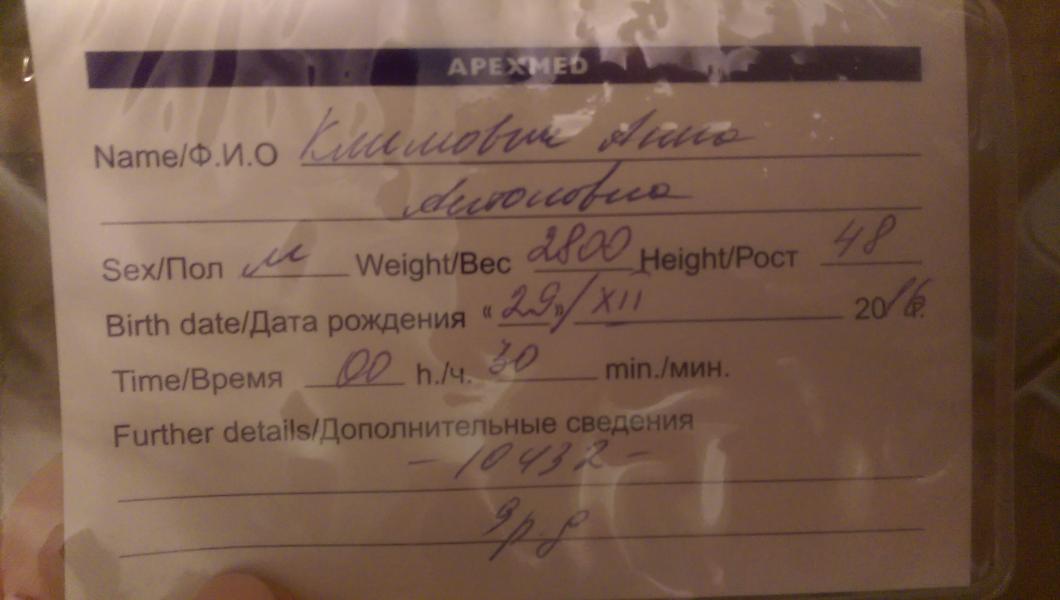 APEXMED
Name/Ф.И.О Климович Анна
Антоновна
Sex/Пол м Weight/Вес 2800 Height/Рост 48
Birth date/Дата рождения «29»/XII 2016г.
Time/Время 00 h./ч. 30 min./мин.
Further details/Дополнительные сведения
- 10432 -